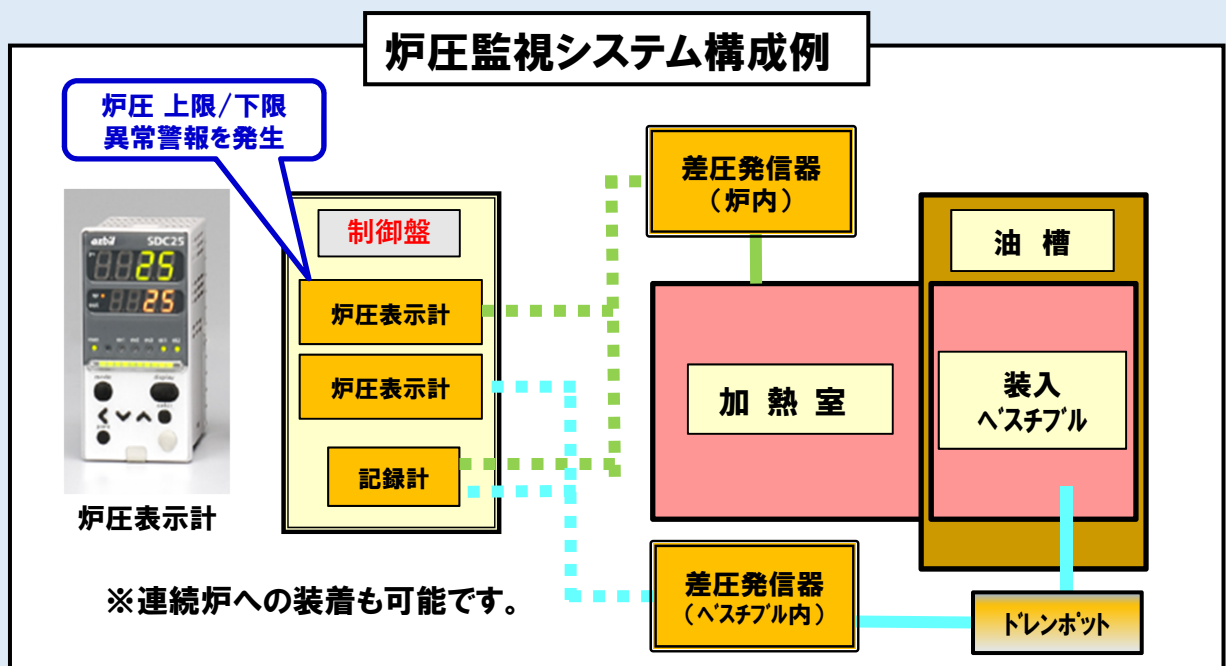 炉圧監視システム構成例
炉圧 上限/下限
異常警報を発生
azbil
SDC25
25
25
炉圧表示計
制御盤
炉圧表示計
炉圧表示計
記録計
差圧発信器
(炉内)
油 槽
加 熱 室
装入
ﾍﾞｽﾁﾌﾞﾙ
差圧発信器
(ﾍﾞｽﾁﾌﾞﾙ内)
ﾄﾞﾚﾝﾎﾟｯﾄ
※連続炉への装着も可能です。